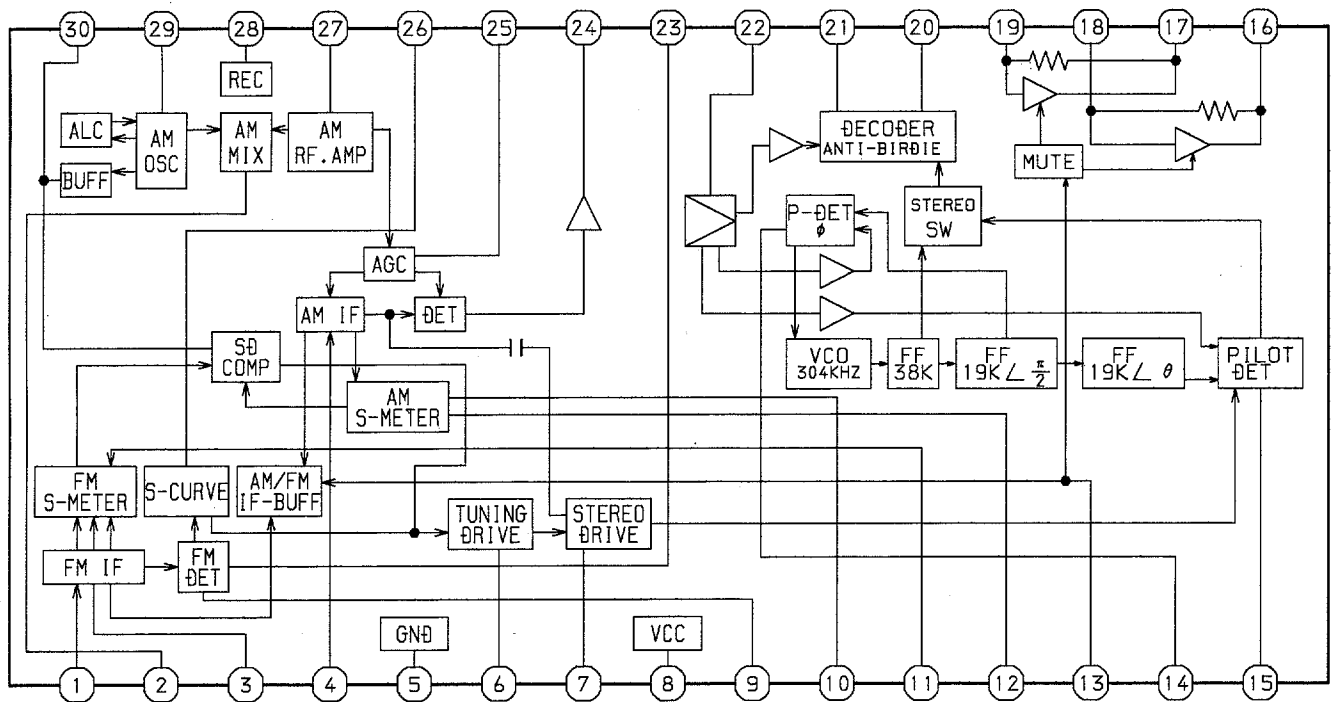 30 29 28 27 26 25 24 23 22 21 20 19 18 17 16
REC
ALC
AM
OSC
AM
MIX
AM
RF.AMP
DECODER
ANTI-BIRDIE
MUTE
BUFF
P-DET
φ
STEREO
SW
AGC
AM IF
DET
SD
COMP
VCO
304KHZ
FF
38K
FF
19K∠ π/2
FF
19K∠ θ
PILOT
DET
AM
S-METER
FM
S-METER
S-CURVE
AM/FM
IF-BUFF
TUNING
DRIVE
STEREO
DRIVE
FM IF
FM
DET
GND
VCC
1 2 3 4 5 6 7 8 9 10 11 12 13 14 15